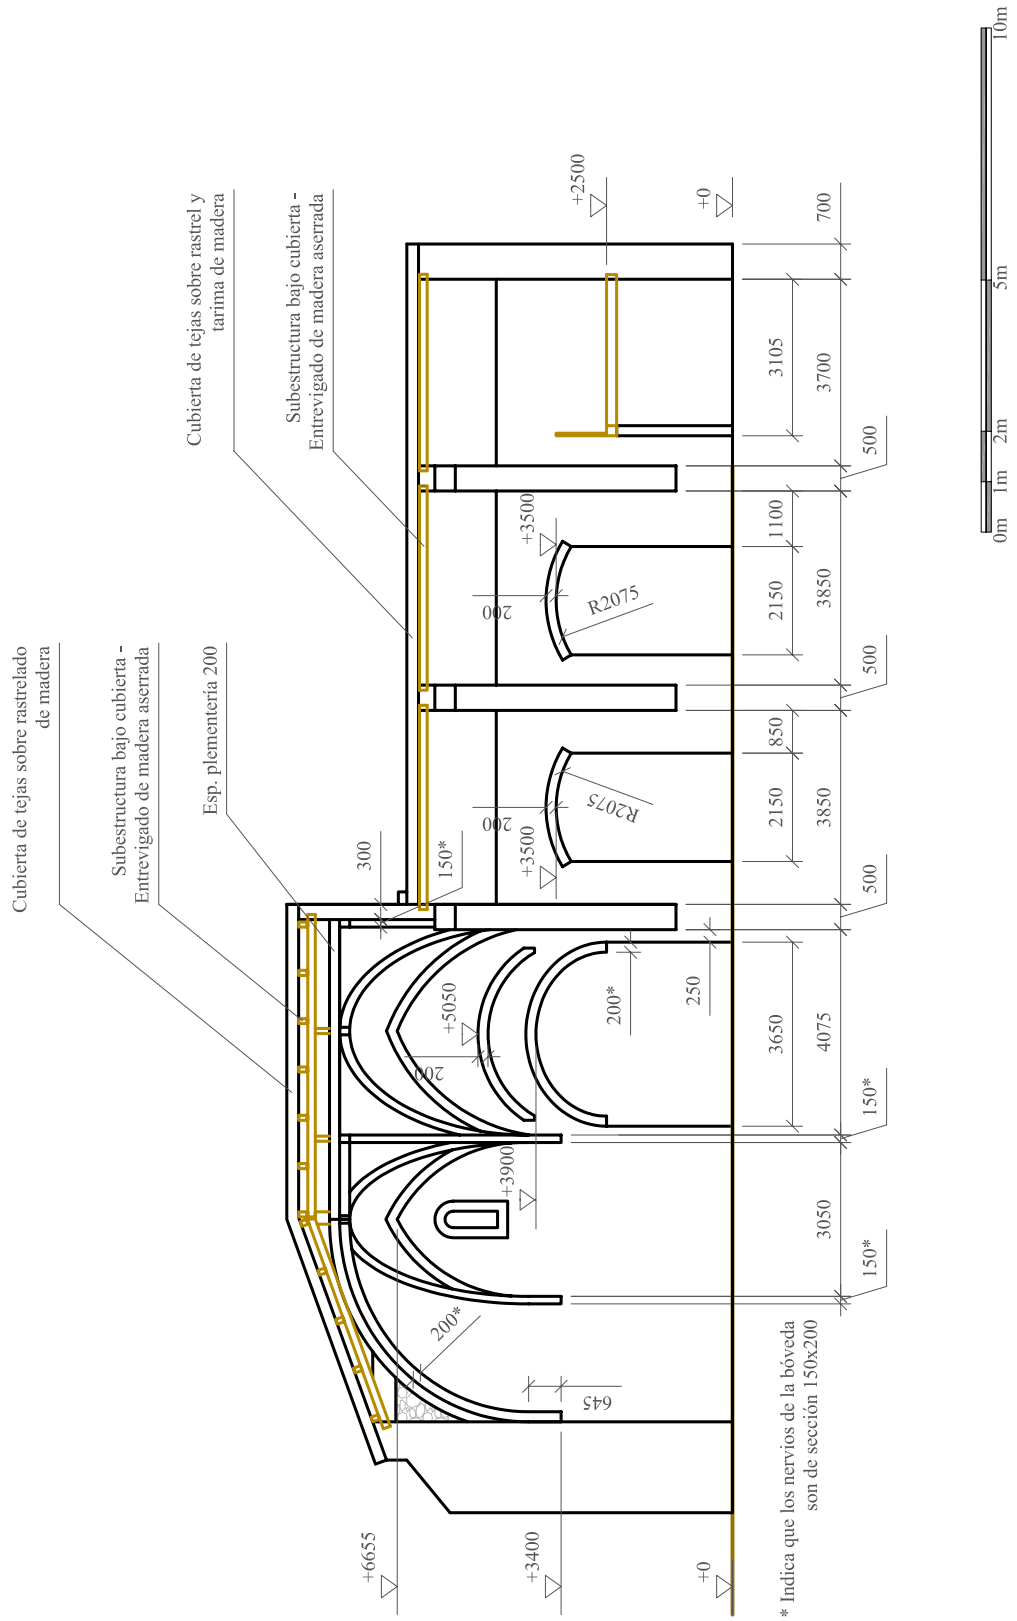 Cubierta de tejas sobre rastrelado
de madera
Subestructura bajo cubierta -
Entrevigado de madera aserrada
Esp. plementería 200
Cubierta de tejas sobre rastrel y
tarima de madera
Subestructura bajo cubierta -
Entrevigado de madera aserrada
300
150*
+6655
+3400
+0
200*
645
+3900
+5050
200
200*
250
+3500
200
R2075
+3500
200
R2075
+2500
+0
3650
2150
850
2150
1100
3105
150*
3050
150*
4075
500
3850
500
3850
500
3700
700
* Indica que los nervios de la bóveda
son de sección 150x200
0m
1m
2m
5m
10m